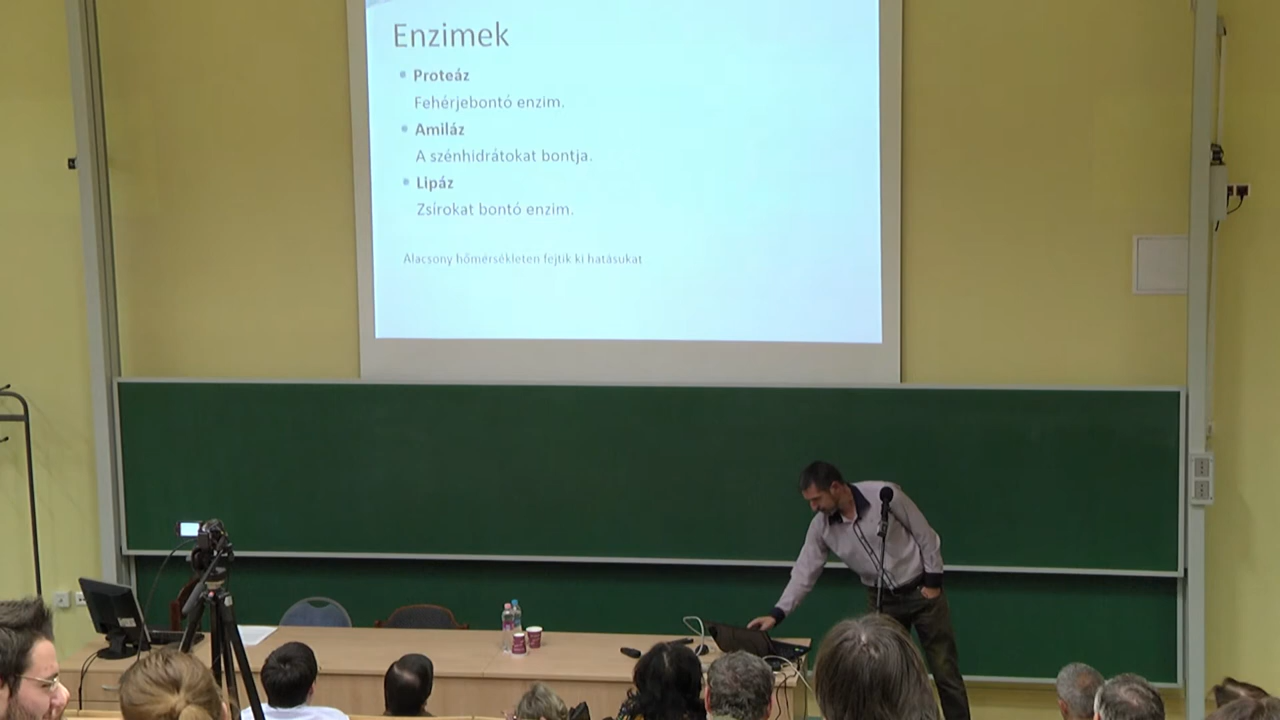 Enzimek
Proteáz
Fehérjebontó enzim.
Amiláz
A szénhidrátokat bontja.
Lipáz
Zsírokat bontó enzim.
Alacsony hőmérsékleten fejtik ki hatásukat